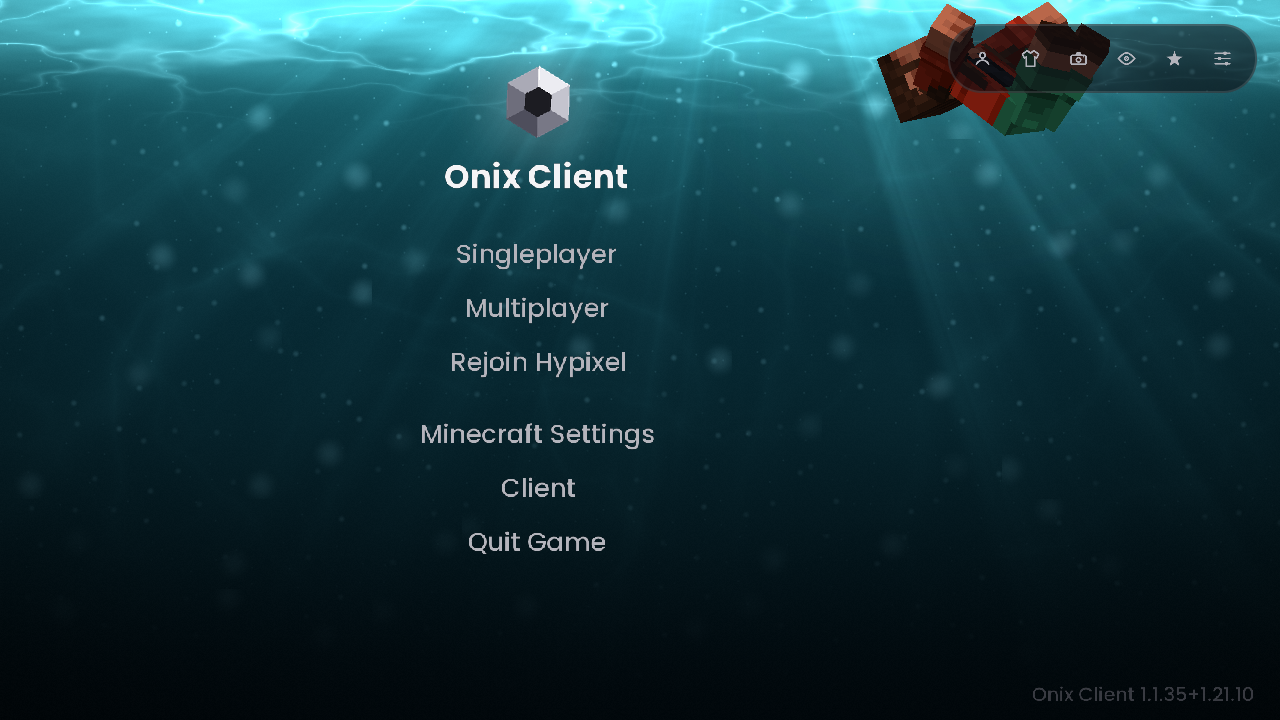 Onix Client
Singleplayer
Multiplayer
Rejoin Hypixel
Minecraft Settings
Client
Quit Game
Onix Client 1.1.35+1.21.10